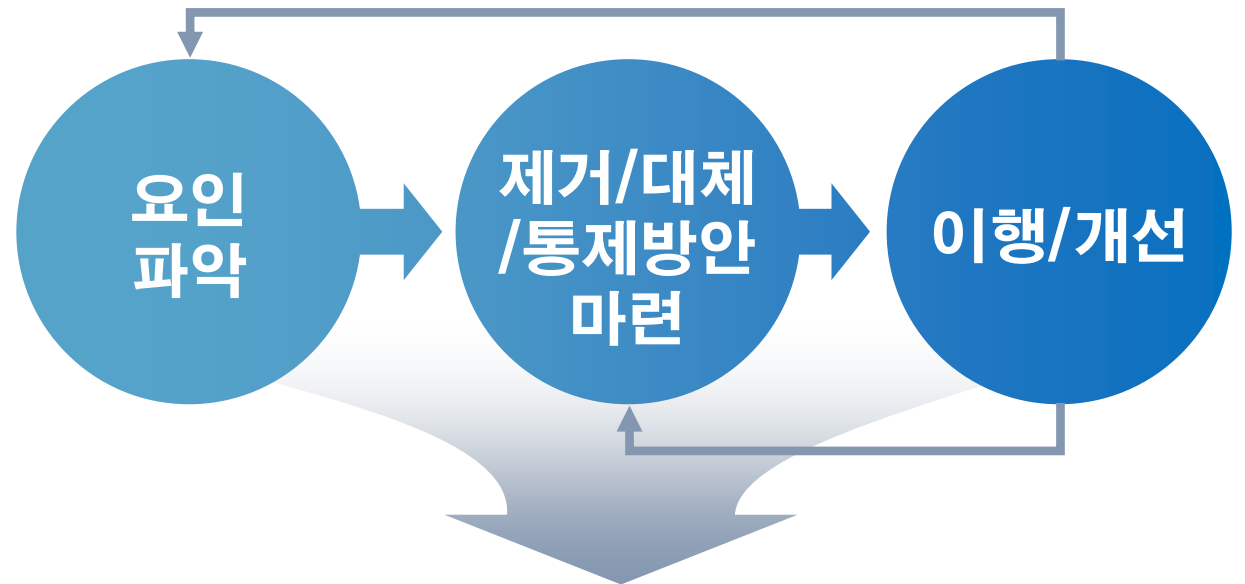 요인
파악
제거/대체
/통제방안
마련
이행/개선